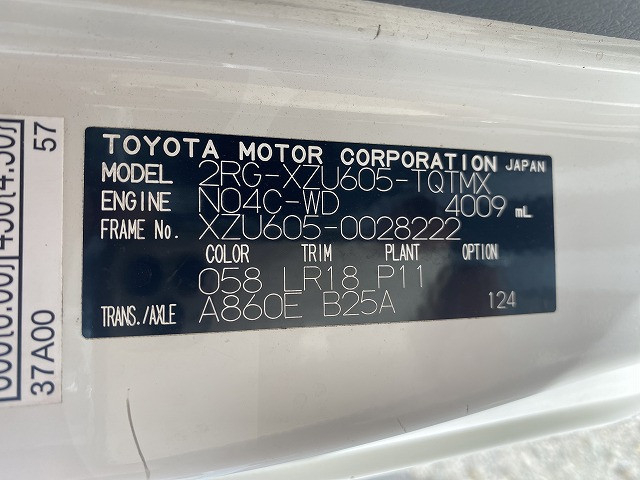 TOYOTA MOTOR CORPORATION JAPAN
MODEL 2RG-XZU605-TQTMX
ENGINE N04C-WD 4009 mL
FRAME No. XZU605-0028222
COLOR TRIM PLANT OPTION
058 LR18 P11
TRANS./AXLE A860E B25A 124
37A00 57